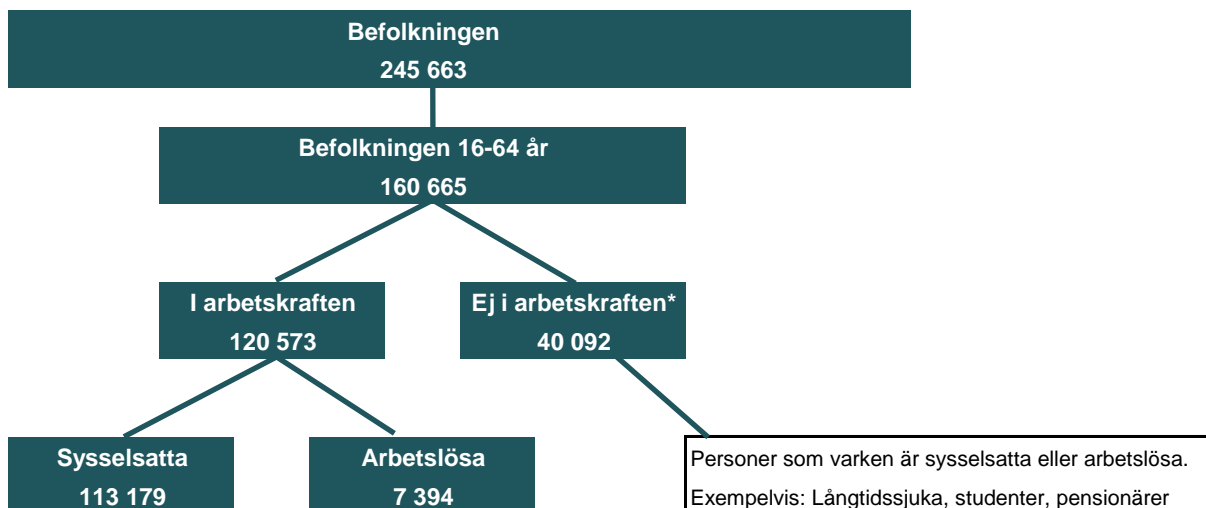 Befolkningen
245 663
Befolkningen 16-64 år
160 665
I arbetskraften
120 573
Ej i arbetskraften*
40 092
Sysselsatta
113 179
Arbetslösa
7 394
Personer som varken är sysselsatta eller arbetslösa.
Exempelvis: Långtidssjuka, studenter, pensionärer